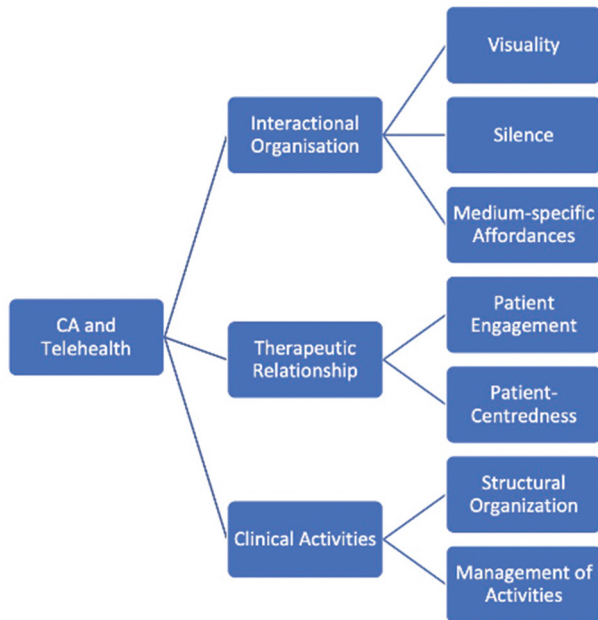 CA and
Telehealth
Interactional
Organisation
Visuality
Silence
Medium-specific
Affordances
Therapeutic
Relationship
Patient
Engagement
Patient-
Centredness
Clinical Activities
Structural
Organization
Management of
Activities